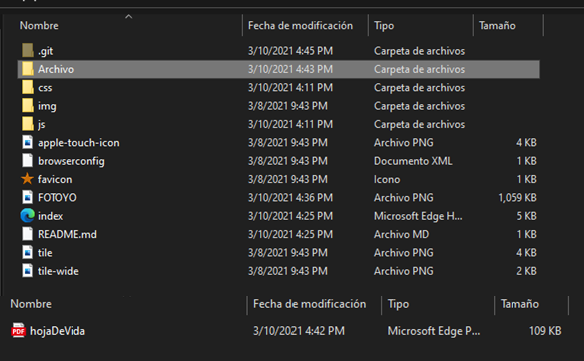 Nombre Fecha de modificación Tipo Tamaño
.git 3/10/2021 4:45 PM Carpeta de archivos
Archivo 3/10/2021 4:43 PM Carpeta de archivos
css 3/10/2021 4:11 PM Carpeta de archivos
img 3/8/2021 9:43 PM Carpeta de archivos
js 3/10/2021 4:11 PM Carpeta de archivos
apple-touch-icon 3/8/2021 9:43 PM Archivo PNG 4 KB
browserconfig 3/8/2021 9:43 PM Documento XML 1 KB
favicon 3/8/2021 9:43 PM Icono 1 KB
FOTOYO 3/10/2021 4:36 PM Archivo PNG 1,059 KB
index 3/10/2021 4:25 PM Microsoft Edge H... 5 KB
README.md 3/10/2021 4:25 PM Archivo MD 1 KB
tile 3/8/2021 9:43 PM Archivo PNG 4 KB
tile-wide 3/8/2021 9:43 PM Archivo PNG 2 KB
Nombre Fecha de modificación Tipo Tamaño
PDF hojaDeVida 3/10/2021 4:42 PM Microsoft Edge P... 109 KB